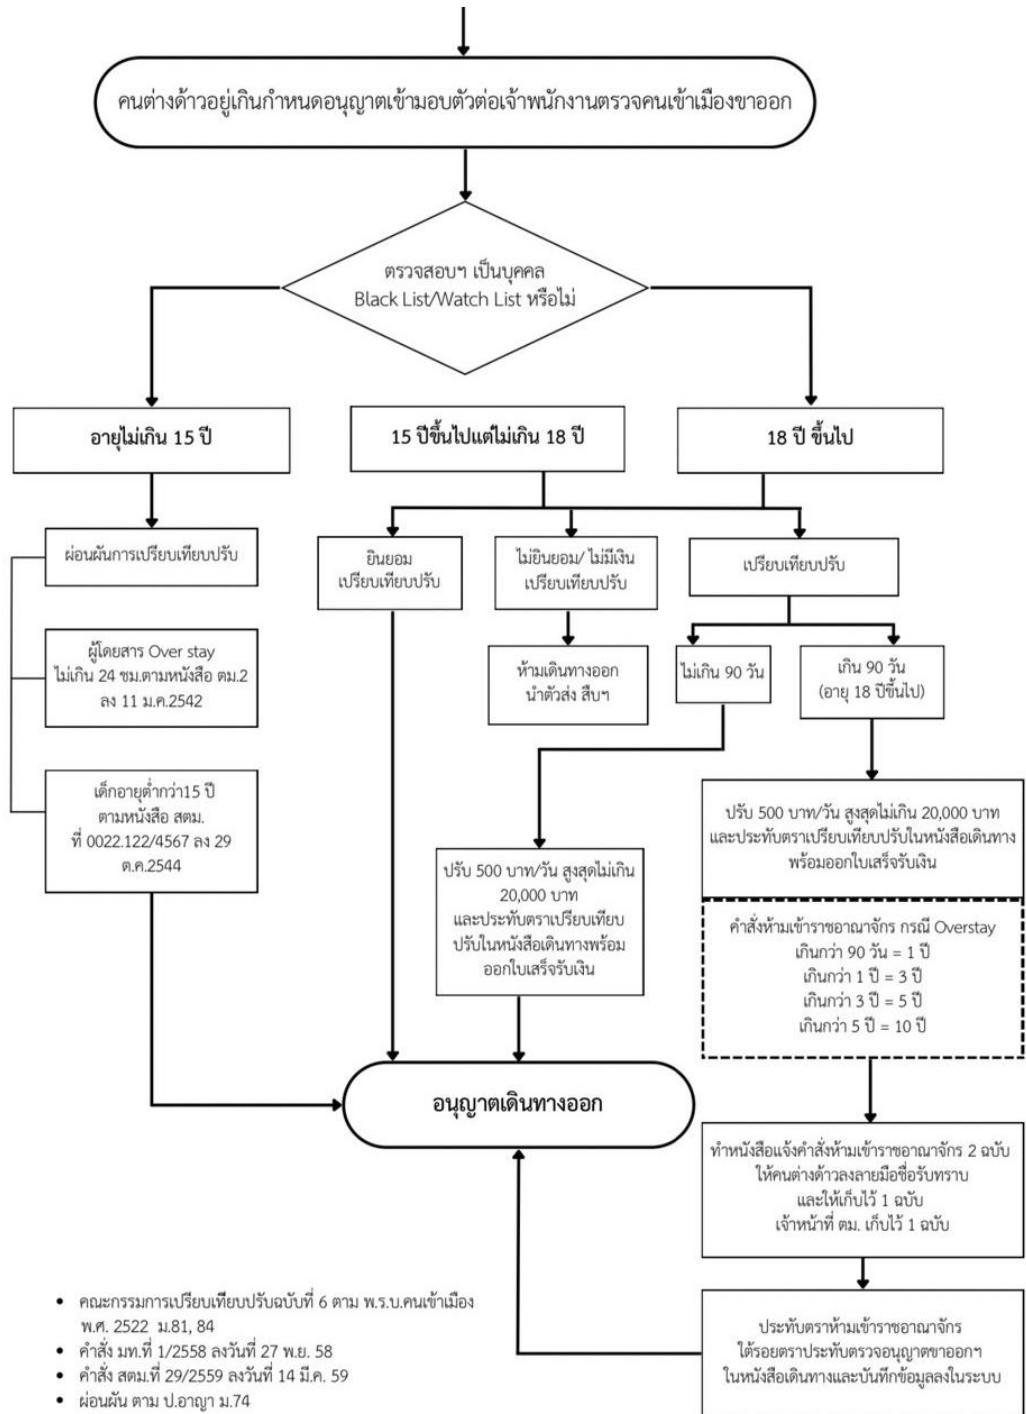 คนต่างด้าวอยู่เกินกำหนดอนุญาตเข้ามอบตัวต่อเจ้าพนักงานตรวจคนเข้าเมืองขาออก
ตรวจสอบฯ เป็นบุคคล
Black List/Watch List หรือไม่
อายุไม่เกิน 15 ปี
15 ปีขึ้นไปแต่ไม่เกิน 18 ปี
18 ปี ขึ้นไป
ผ่อนผันการเปรียบเทียบปรับ
ผู้โดยสาร Over stay
ไม่เกิน 24 ชม.ตามหนังสือ ตม.2
ลง 11 ม.ค.2542
เด็กอายุต่ำกว่า15 ปี
ตามหนังสือ สตม.
ที่ 0022.122/4567 ลง 29
ต.ค.2544
ยินยอม
เปรียบเทียบปรับ
ไม่ยินยอม/ ไม่มีเงิน
เปรียบเทียบปรับ
ห้ามเดินทางออก
นำตัวส่ง สืบฯ
เปรียบเทียบปรับ
ไม่เกิน 90 วัน
เกิน 90 วัน
(อายุ 18 ปีขึ้นไป)
ปรับ 500 บาท/วัน สูงสุดไม่เกิน
20,000 บาท
และประทับตราเปรียบเทียบ
ปรับในหนังสือเดินทางพร้อม
ออกใบเสร็จรับเงิน
ปรับ 500 บาท/วัน สูงสุดไม่เกิน 20,000 บาท
และประทับตราเปรียบเทียบปรับในหนังสือเดินทาง
พร้อมออกใบเสร็จรับเงิน
คำสั่งห้ามเข้าราชอาณาจักร กรณี Overstay
เกินกว่า 90 วัน = 1 ปี
เกินกว่า 1 ปี = 3 ปี
เกินกว่า 3 ปี = 5 ปี
เกินกว่า 5 ปี = 10 ปี
อนุญาตเดินทางออก
ทำหนังสือแจ้งคำสั่งห้ามเข้าราชอาณาจักร 2 ฉบับ
ให้คนต่างด้าวลงลายมือชื่อรับทราบ
และให้เก็บไว้ 1 ฉบับ
เจ้าหน้าที่ ตม. เก็บไว้ 1 ฉบับ
ประทับตราห้ามเข้าราชอาณาจักร
ใต้รอยตราประทับตรวจอนุญาตขาออกฯ
ในหนังสือเดินทางและบันทึกข้อมูลลงในระบบ
• คณะกรรมการเปรียบเทียบปรับฉบับที่ 6 ตาม พ.ร.บ.คนเข้าเมือง
พ.ศ. 2522 ม.81, 84
• คำสั่ง มท.ที่ 1/2558 ลงวันที่ 27 พ.ย. 58
• คำสั่ง สตม.ที่ 29/2559 ลงวันที่ 14 มี.ค. 59
• ผ่อนผัน ตาม ป.อาญา ม.74